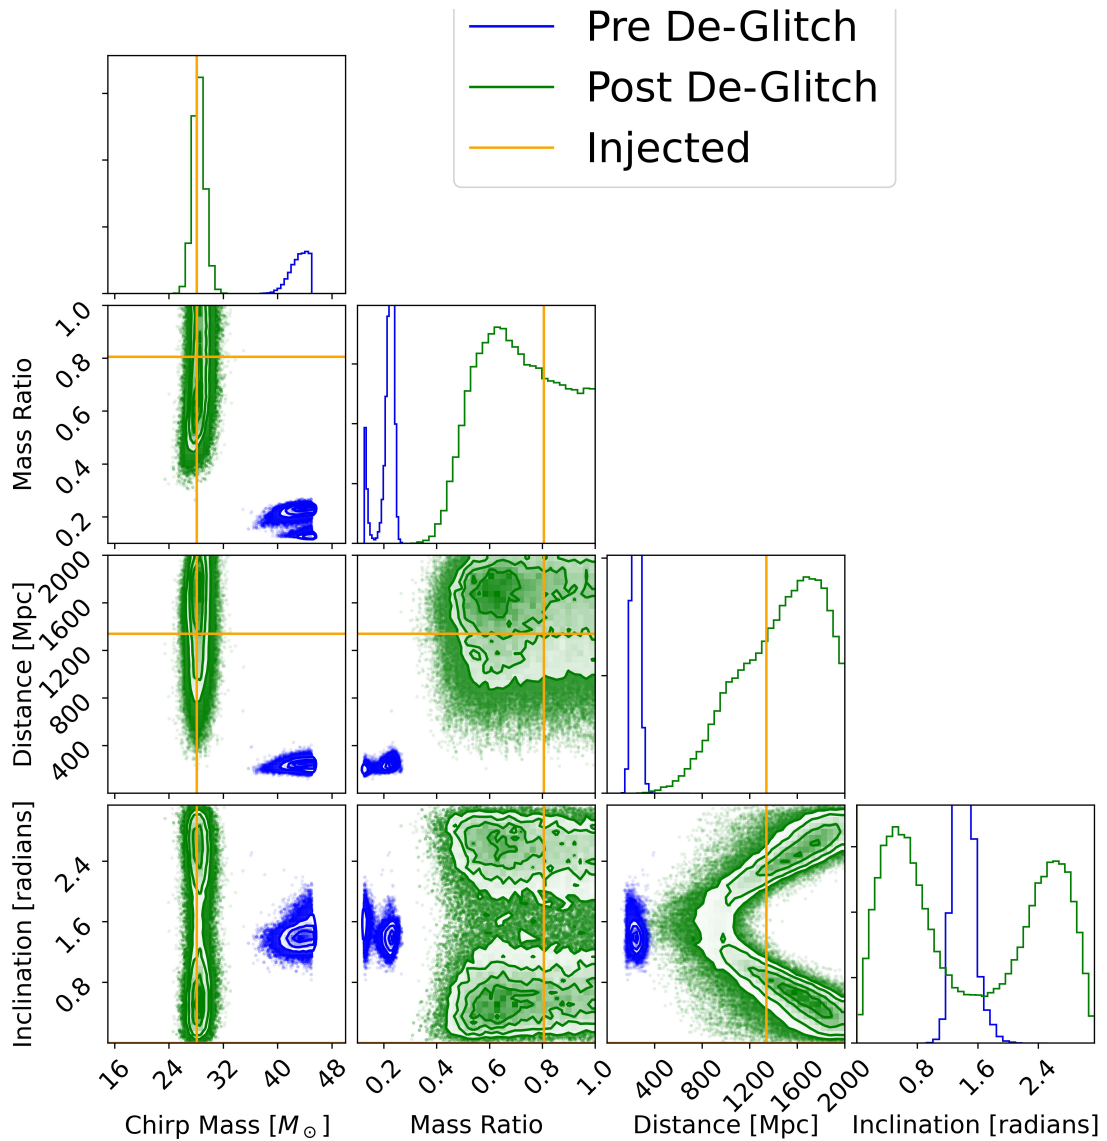 Pre De-Glitch
Post De-Glitch
Injected
Mass Ratio
1.0
0.8
0.6
0.4
0.2
Distance [Mpc]
2000
1600
1200
800
400
Inclination [radians]
2.4
1.6
0.8
16 24 32 40 48
0.2 0.4 0.6 0.8 1.0
400 800 1200 1600 2000
0.8 1.6 2.4
Chirp Mass [M⊙] Mass Ratio Distance [Mpc] Inclination [radians]